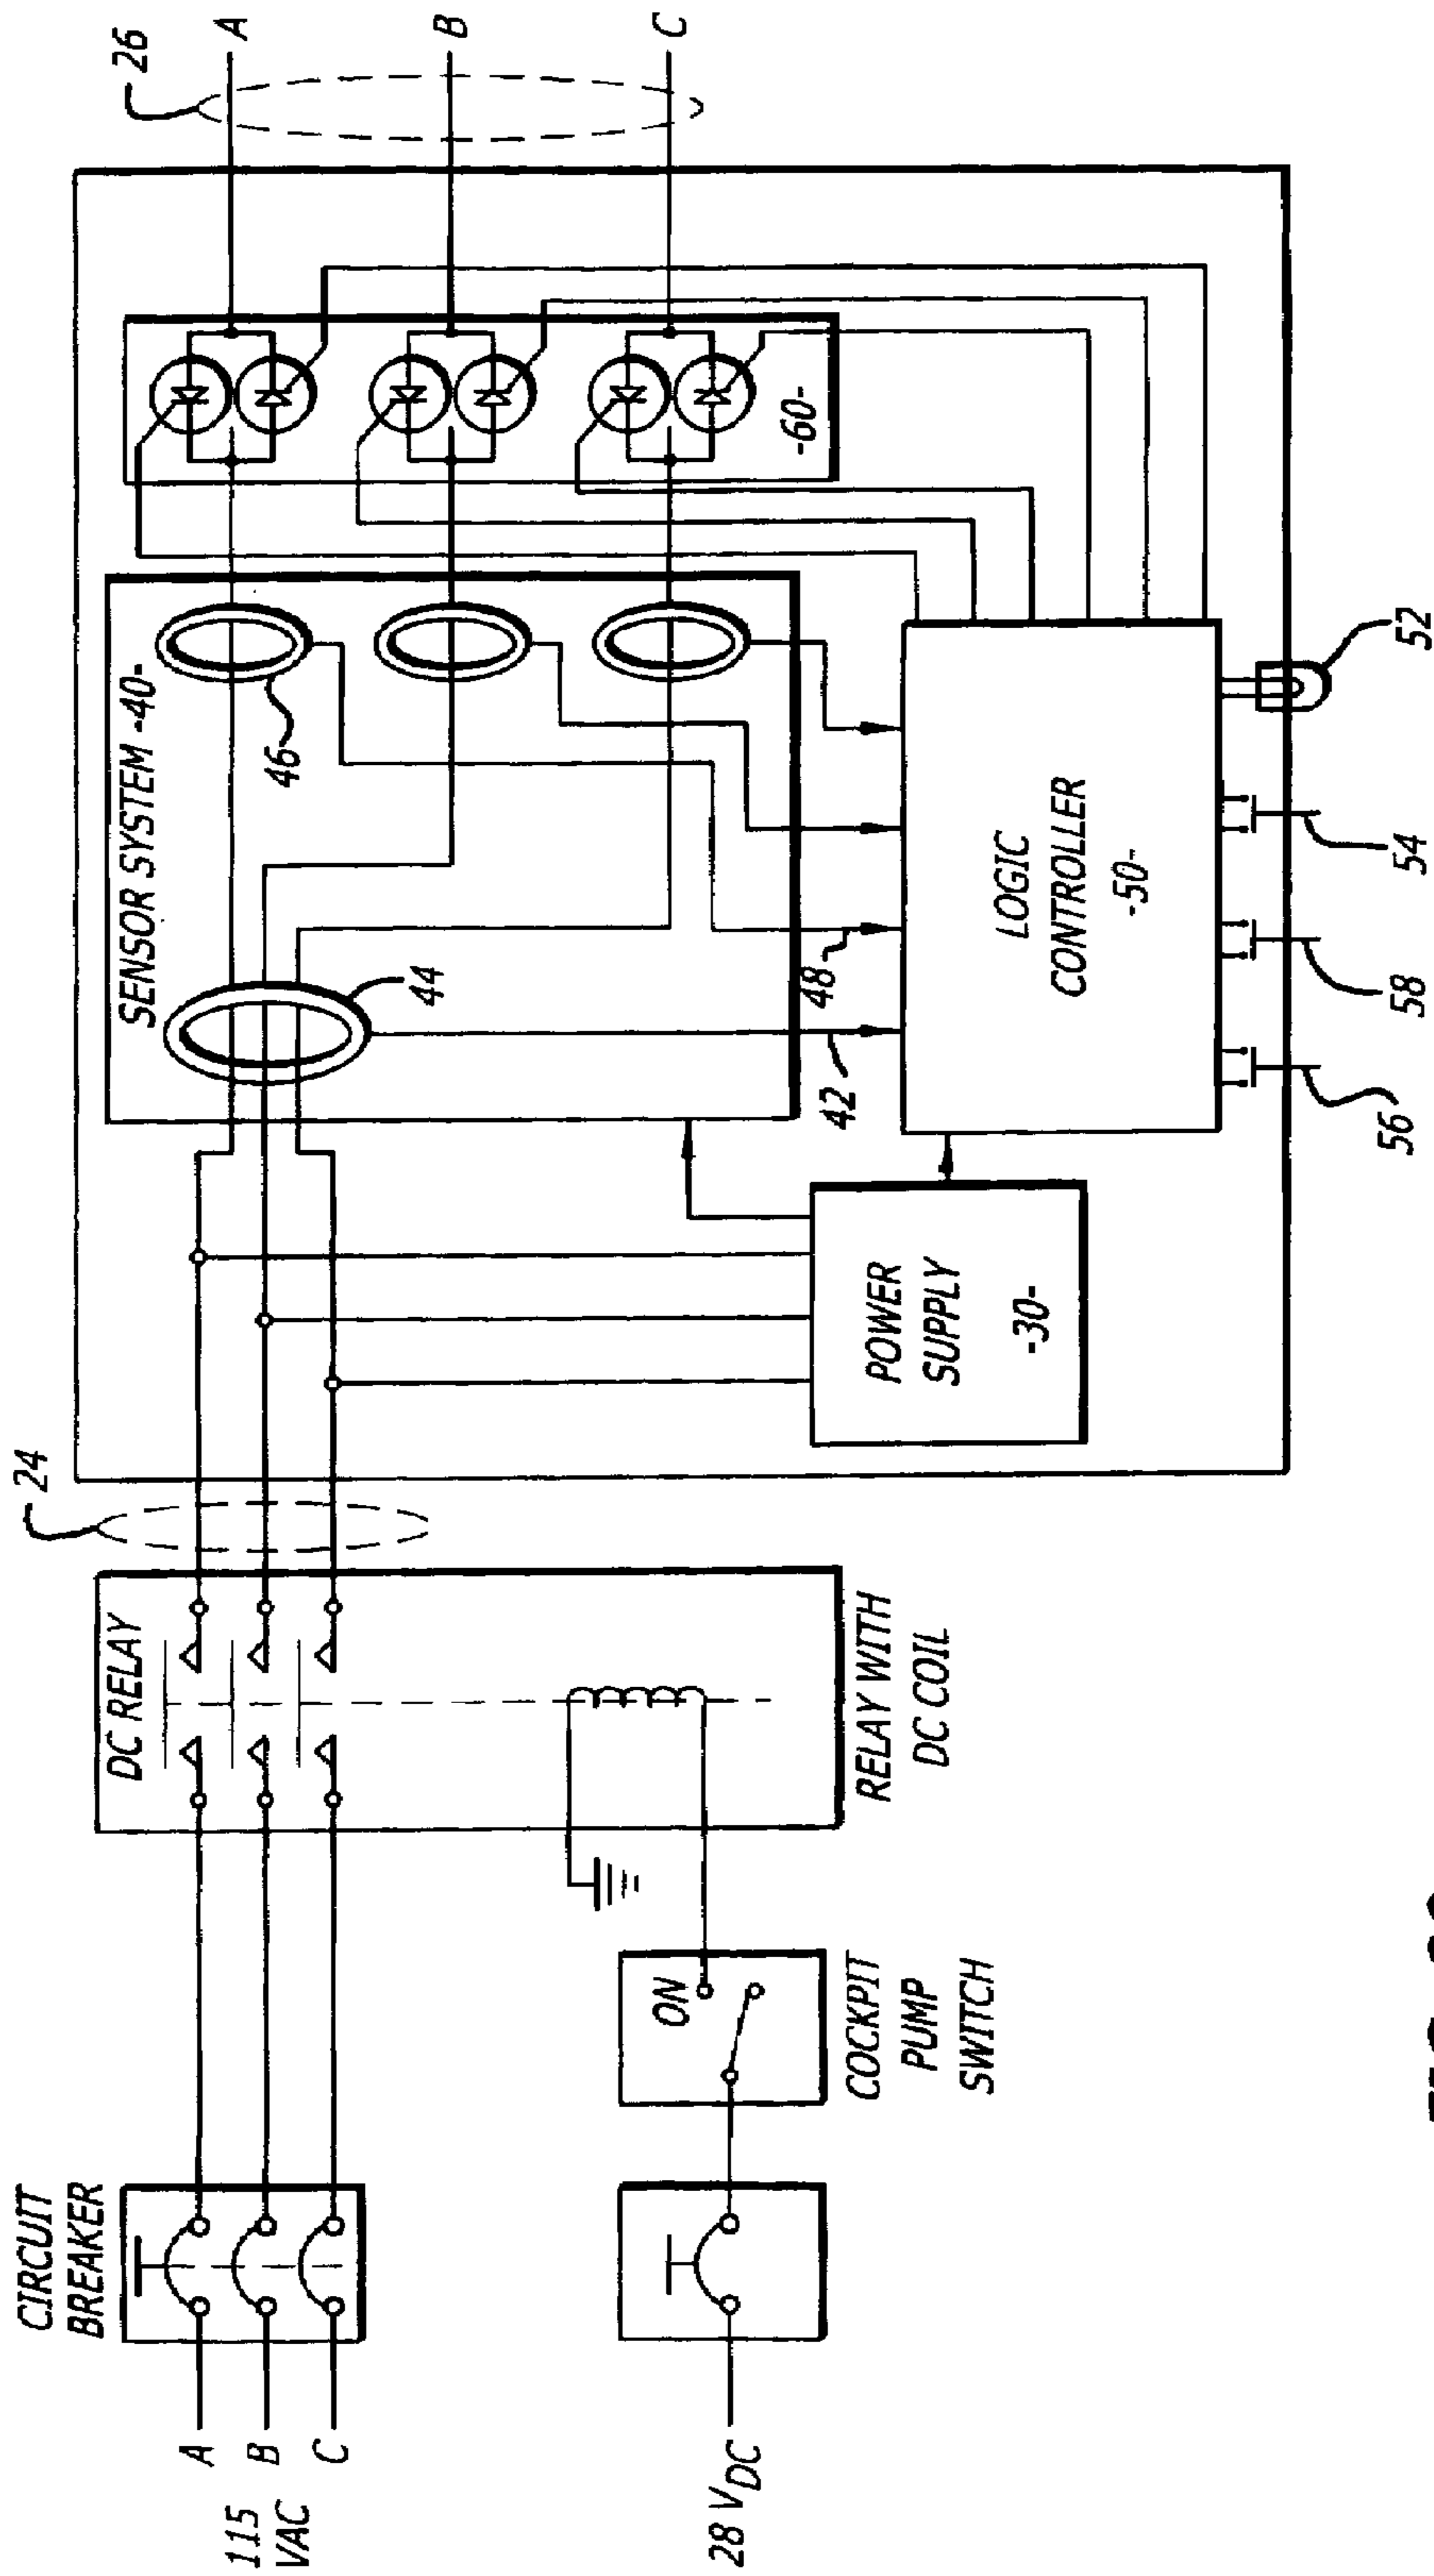 CIRCUIT
BREAKER
A
B
C
115
VAC
28 VDC
ON
COCKPIT
PUMP
SWITCH
DC RELAY
RELAY WITH
DC COIL
24
POWER
SUPPLY
-30-
SENSOR SYSTEM -40-
44
46
42
48
LOGIC
CONTROLLER
-50-
56
58
54
52
-60-
26
A
B
C